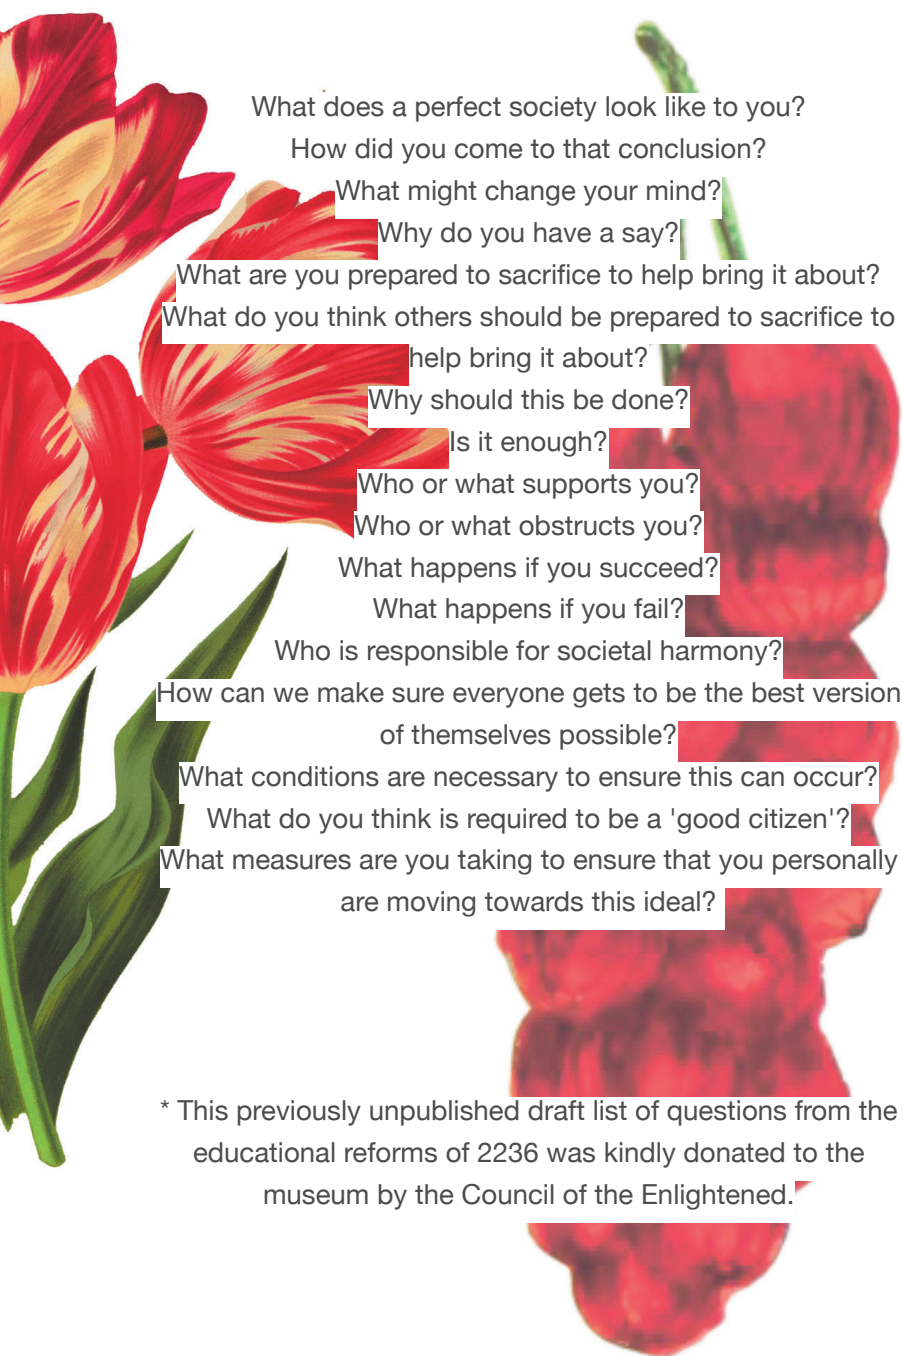 What does a perfect society look like to you?
How did you come to that conclusion?
What might change your mind?
Why do you have a say?
What are you prepared to sacrifice to help bring it about?
What do you think others should be prepared to sacrifice to
help bring it about?
Why should this be done?
Is it enough?
Who or what supports you?
Who or what obstructs you?
What happens if you succeed?
What happens if you fail?
Who is responsible for societal harmony?
How can we make sure everyone gets to be the best version
of themselves possible?
What conditions are necessary to ensure this can occur?
What do you think is required to be a 'good citizen'?
What measures are you taking to ensure that you personally
are moving towards this ideal?
* This previously unpublished draft list of questions from the
educational reforms of 2236 was kindly donated to the
museum by the Council of the Enlightened.